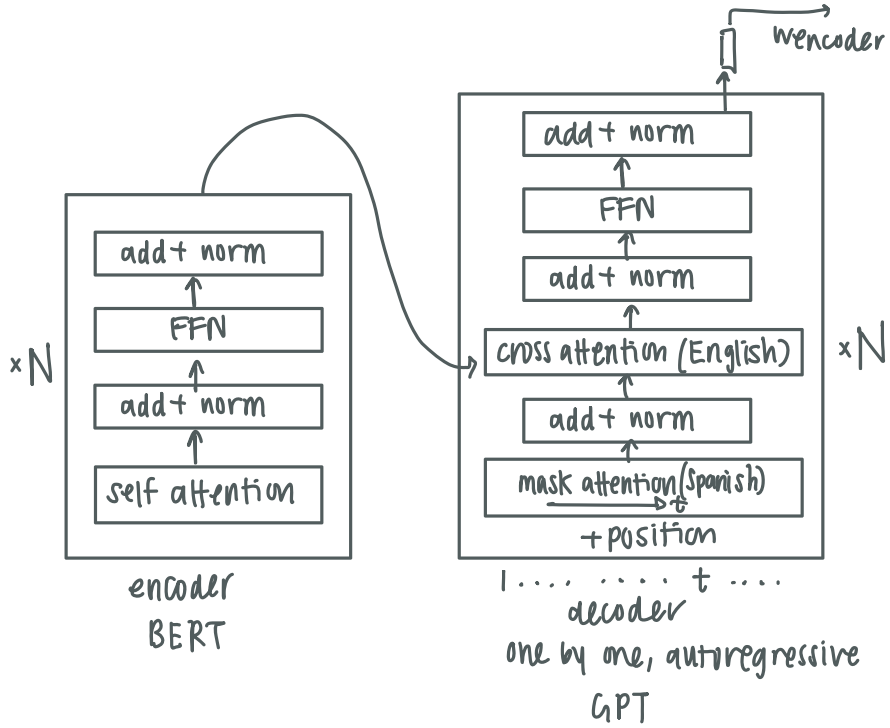 ×N
add + norm
FFN
add + norm
self attention
encoder
BERT
wencoder
add + norm
FFN
add + norm
cross attention (English)
add + norm
mask attention (Spanish)
t
+ position
×N
1 .... .... t ....
decoder
one by one, autoregressive
GPT